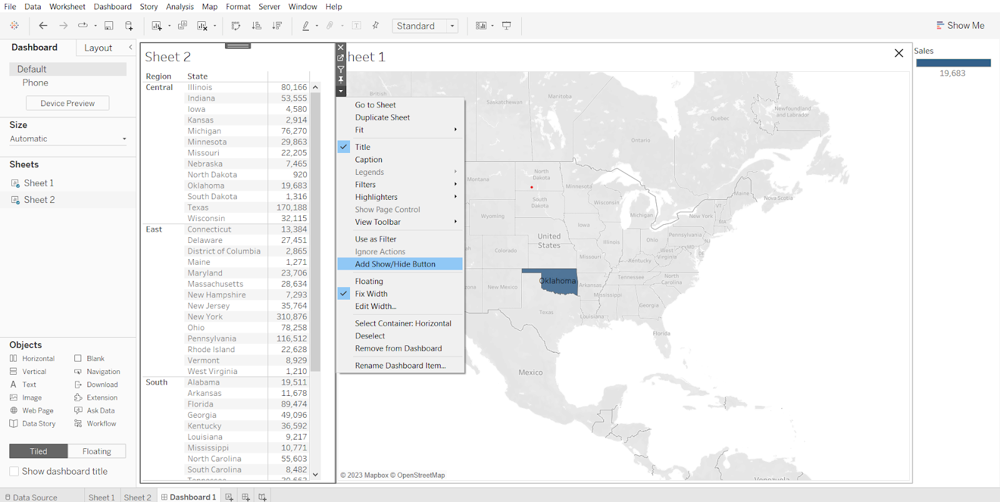 File Data Worksheet Dashboard Story Analysis Map Format Server Window Help
Standard
Show Me
Dashboard Layout
Default
Phone
Device Preview
Size
Automatic
Sheets
Sheet 1
Sheet 2
Objects
Horizontal Blank
Vertical Navigation
Text Download
Image Extension
Web Page Ask Data
Data Story Workflow
Tiled Floating
Show dashboard title
Sheet 2
Region State
Central Illinois 80,166
Indiana 53,555
Iowa 4,580
Kansas 2,914
Michigan 76,270
Minnesota 29,863
Missouri 22,205
Nebraska 7,465
North Dakota 920
Oklahoma 19,683
South Dakota 1,316
Texas 170,188
Wisconsin 32,115
East Connecticut 13,384
Delaware 27,451
District of Columbia 2,865
Maine 1,271
Maryland 23,706
Massachusetts 28,634
New Hampshire 7,293
New Jersey 35,764
New York 310,876
Ohio 78,258
Pennsylvania 116,512
Rhode Island 22,628
Vermont 8,929
West Virginia 1,210
South Alabama 19,511
Arkansas 11,678
Florida 89,474
Georgia 49,096
Kentucky 36,592
Louisiana 9,217
Mississippi 10,771
North Carolina 55,603
South Carolina 8,482
Go to Sheet
Duplicate Sheet
Fit
Title
Caption
Legends
Filters
Highlighters
Show Page Control
View Toolbar
Use as Filter
Ignore Actions
Add Show/Hide Button
Floating
Fix Width
Edit Width...
Select Container: Horizontal
Deselect
Remove from Dashboard
Rename Dashboard Item...
heet 1
British
Saskatchewan
Manitoba
Newfoundland
and Labrador
Quebec
Ontario
Montana
North
Dakota
Minnesota
South
Dakota
Wisconsin
Maine
Nova Scotia
VT
Michigan
New York
MA
Wyoming
Iowa
Pennsylvania
NJ
United
States
Illinois
Ohio
MD
DE
Colorado
Missouri
West
Virginia
Kentucky
Oklahoma
Arkansas
Tennessee
North
Carolina
New Mexico
Mississippi
Georgia
Texas
Louisiana
Florida
Mexico
Venezuela
© 2023 Mapbox © OpenStreetMap
Sales
19,683
Data Source Sheet 1 Sheet 2 Dashboard 1